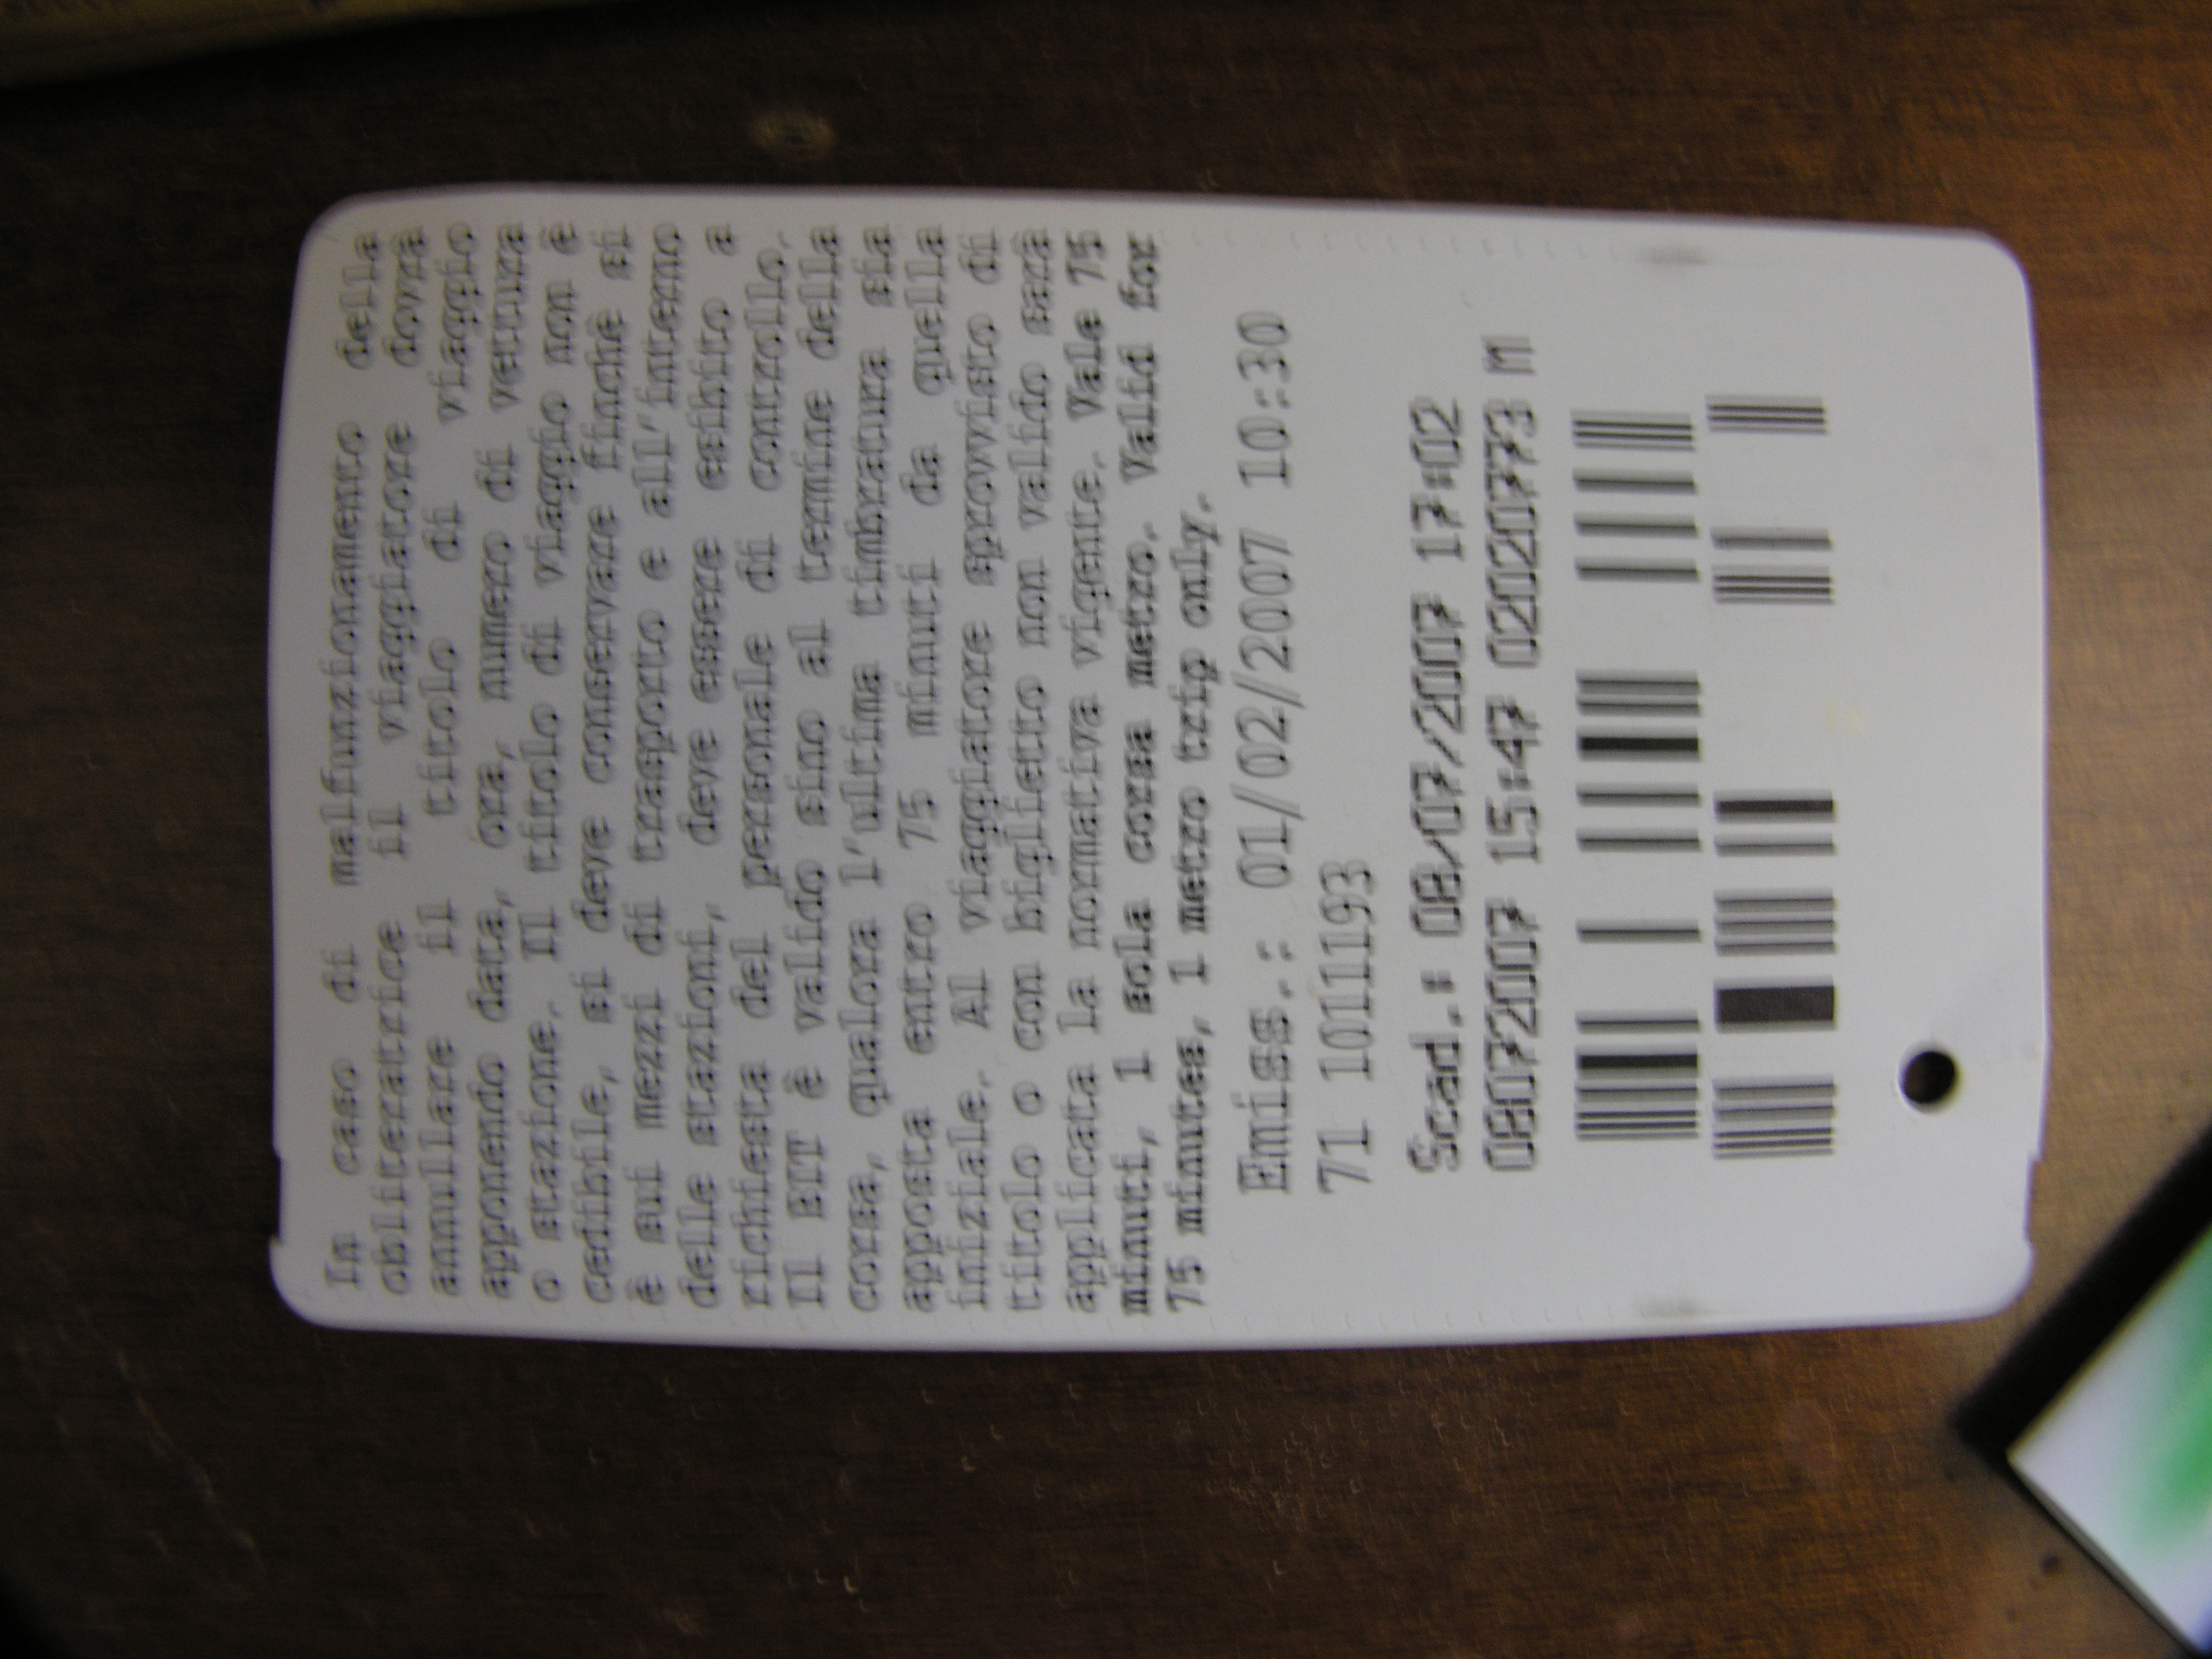 In caso di malfunzionamento della
obliteratrice il viaggiatore dovrà
annullare il titolo di viaggio
apponendo data, ora, numero di vettura
o stazione. Il titolo di viaggio non è
cedibile, si deve conservare finchè si
è sui mezzi di trasporto e all'interno
delle stazioni, deve essere esibito a
richiesta del personale di controllo.
Il BIT è valido sino al termine della
corsa, qualora l'ultima timbratura sia
apposta entro 75 minuti da quella
iniziale. Al viaggiatore sprovvisto di
titolo o con biglietto non valido sarà
applicata la normativa vigente. Vale 75
minuti, 1 sola corsa metro. Valid for
75 minutes, 1 metro trip only.
Emiss.: 01/02/2007 10:30
71 1011193
Scad.: 08/07/2007 17:02
08072007 15:47 02020773 M